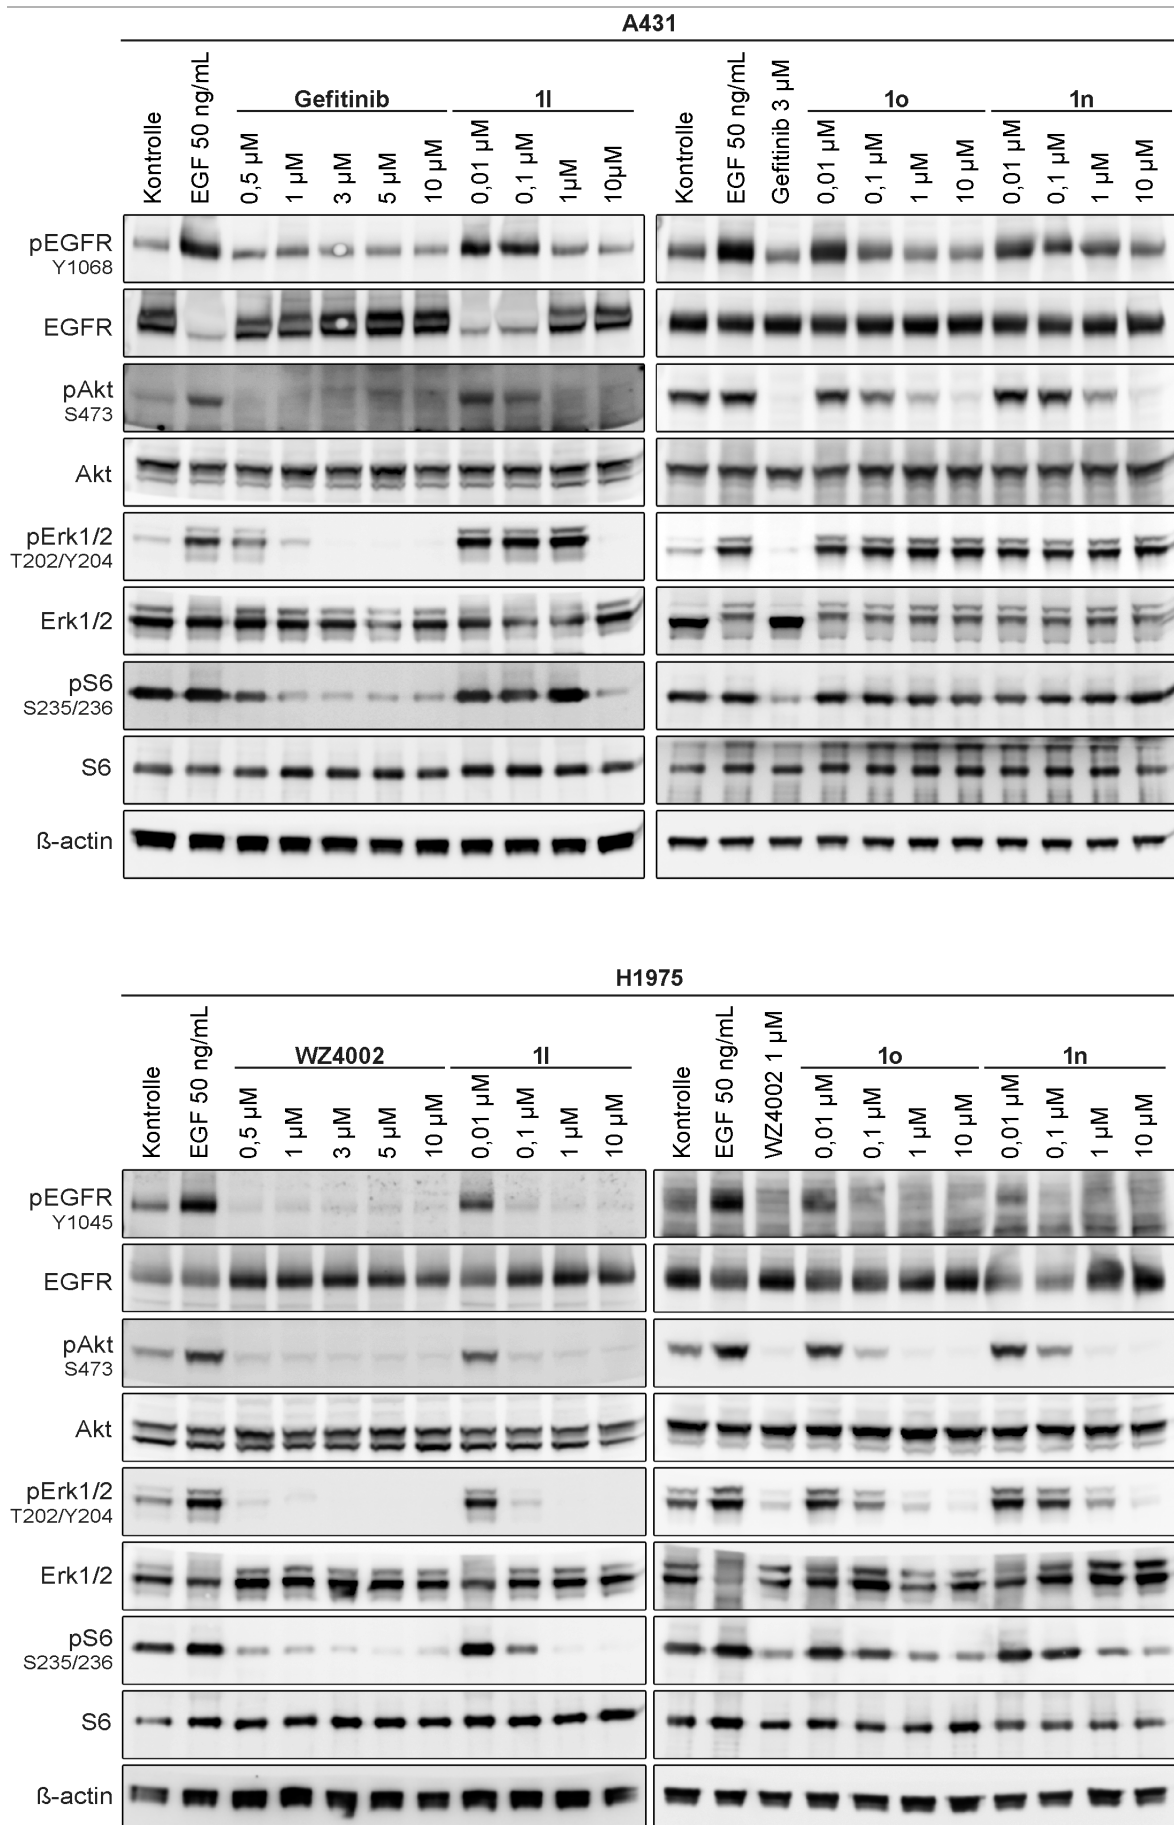 A431
Kontrolle
EGF 50 ng/mL
Gefitinib
0,5 µM
1 µM
3 µM
5 µM
10 µM
1l
0,01 µM
0,1 µM
1µM
10µM
Kontrolle
EGF 50 ng/mL
Gefitinib 3 µM
1o
0,01 µM
0,1 µM
1 µM
10 µM
1n
0,01 µM
0,1 µM
1 µM
10 µM
pEGFR
Y1068
EGFR
pAkt
S473
Akt
pErk1/2
T202/Y204
Erk1/2
pS6
S235/236
S6
ß-actin
H1975
Kontrolle
EGF 50 ng/mL
WZ4002
0,5 µM
1 µM
3 µM
5 µM
10 µM
1l
0,01 µM
0,1 µM
1 µM
10 µM
Kontrolle
EGF 50 ng/mL
WZ4002 1 µM
1o
0,01 µM
0,1 µM
1 µM
10 µM
1n
0,01 µM
0,1 µM
1 µM
10 µM
pEGFR
Y1045
EGFR
pAkt
S473
Akt
pErk1/2
T202/Y204
Erk1/2
pS6
S235/236
S6
ß-actin